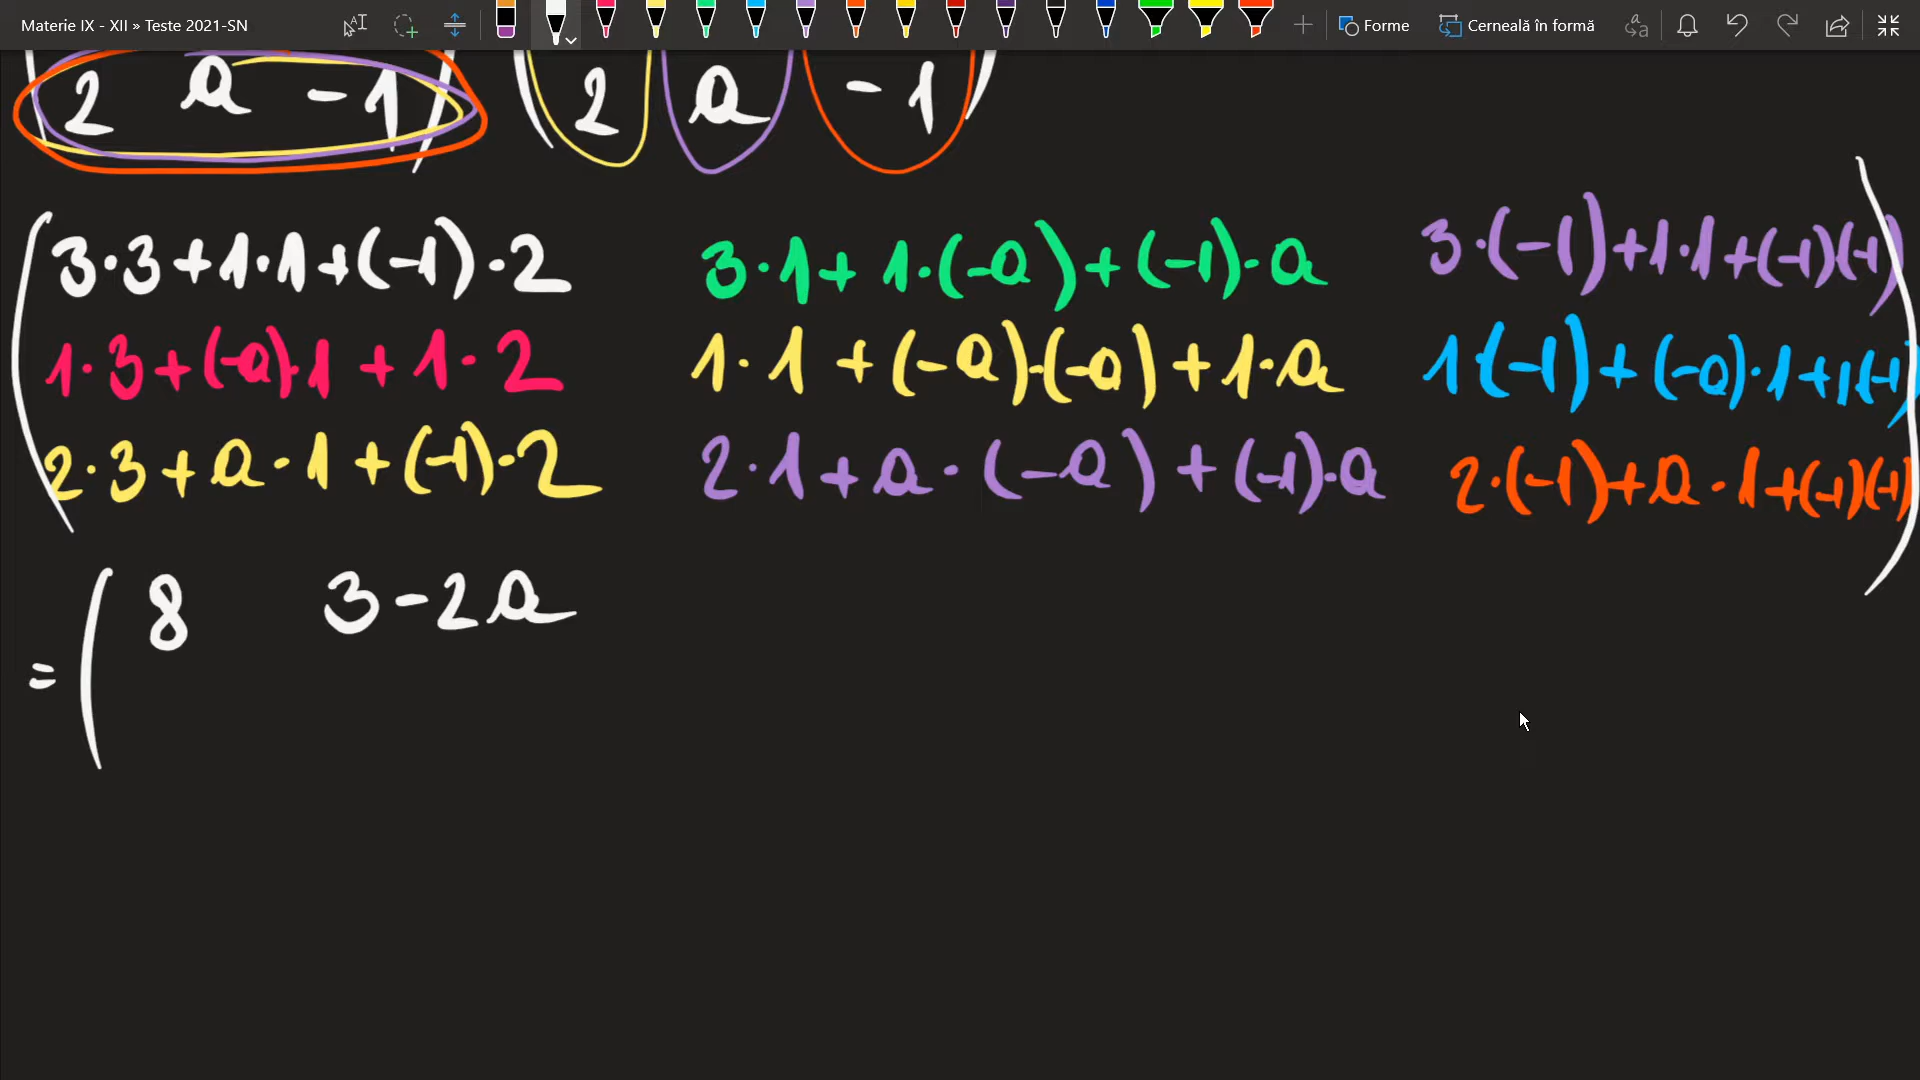 Materie IX - XII » Teste 2021-SN Forme Cerneală în formă
2 a -1 2 a -1
3·3+1·1+(-1)·2 3·1+1·(-a)+(-1)·a 3·(-1)+1·1+(-1)(-1)
1·3+(-a)·1+1·2 1·1+(-a)·(-a)+1·a 1·(-1)+(-a)·1+1(-1)
2·3+a·1+(-1)·2 2·1+a·(-a)+(-1)·a 2·(-1)+a·1+(-1)(-1)
= ( 8 3-2a